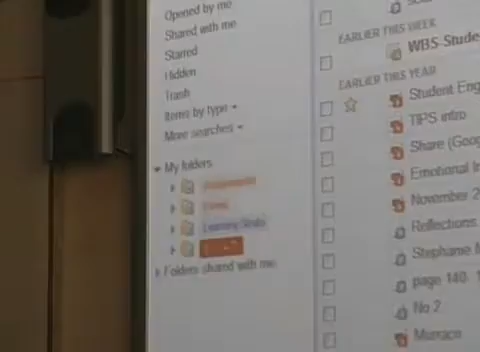 Opened by me
Shared with me
Starred
Hidden
Trash
Items by type
More searches
My folders
Learning Study
Folders shared with me
EARLIER THIS WEEK
WBS Stude
EARLIER THIS YEAR
Student Eng
TIPS intro
Share (Goog
Emotional In
November 2
Reflections
Stephanie
page 140
No 2